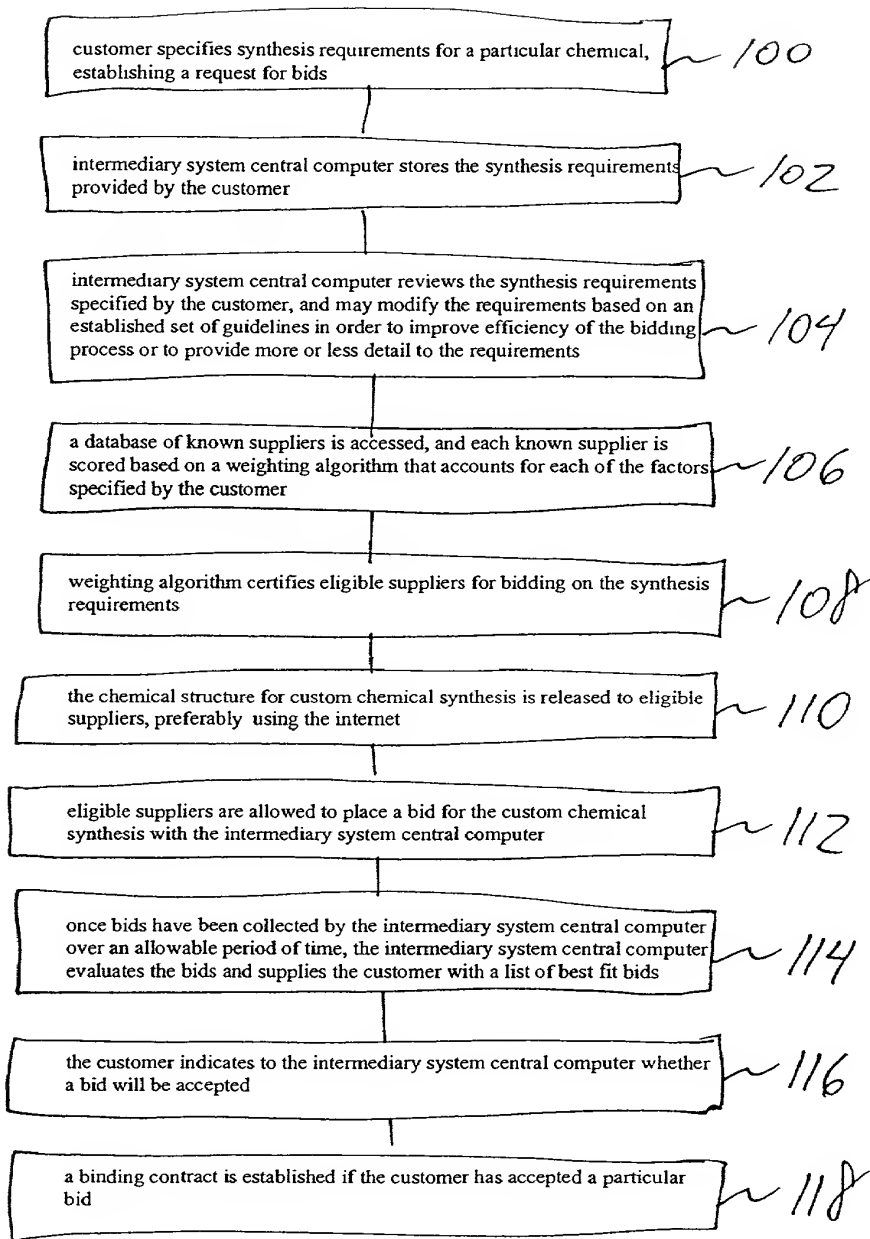 customer specifies synthesis requirements for a particular chemical,
establishing a request for bids
100
intermediary system central computer stores the synthesis requirements
provided by the customer
102
intermediary system central computer reviews the synthesis requirements
specified by the customer, and may modify the requirements based on an
established set of guidelines in order to improve efficiency of the bidding
process or to provide more or less detail to the requirements
104
a database of known suppliers is accessed, and each known supplier is
scored based on a weighting algorithm that accounts for each of the factors
specified by the customer
106
weighting algorithm certifies eligible suppliers for bidding on the synthesis
requirements
108
the chemical structure for custom chemical synthesis is released to eligible
suppliers, preferably using the internet
110
eligible suppliers are allowed to place a bid for the custom chemical
synthesis with the intermediary system central computer
112
once bids have been collected by the intermediary system central computer
over an allowable period of time, the intermediary system central computer
evaluates the bids and supplies the customer with a list of best fit bids
114
the customer indicates to the intermediary system central computer whether
a bid will be accepted
116
a binding contract is established if the customer has accepted a particular
bid
118